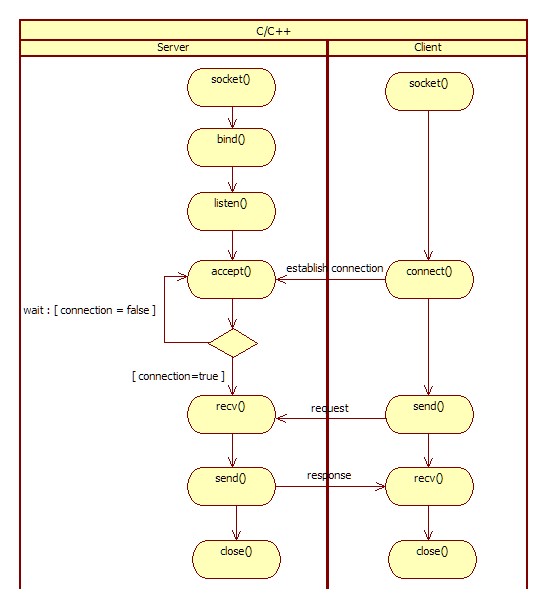 C/C++
Server
Client
socket()
socket()
bind()
listen()
accept()
establish connection
connect()
wait : [ connection = false ]
[ connection=true ]
recv()
request
send()
send()
response
recv()
close()
close()